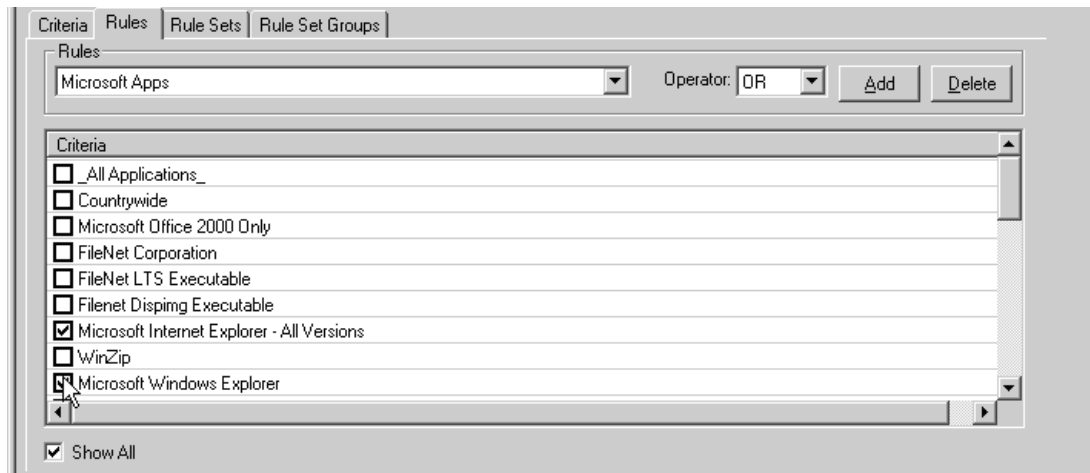 Criteria Rules Rule Sets Rule Set Groups
Rules
Microsoft Apps Operator: OR Add Delete
Criteria
_All Applications_
Countrywide
Microsoft Office 2000 Only
FileNet Corporation
FileNet LTS Executable
Filenet Dispimg Executable
Microsoft Internet Explorer - All Versions
WinZip
Microsoft Windows Explorer
Show All